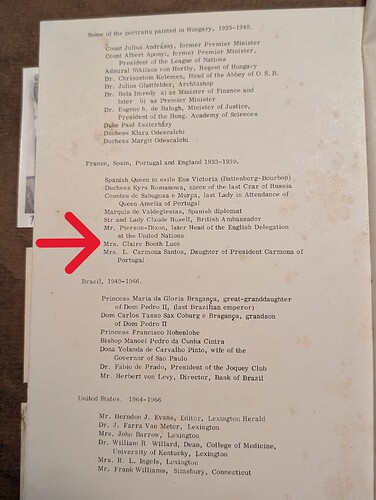 Some of the portraits painted in Hungary, 1925-1940.
Count Julius Andrássy, former Premier Minister
Count Albert Aponyi, former Premier Minister,
President of the League of Nations
Admiral Nikilaus von Horthy, Regent of Hungary
Dr. Chrisostom Kelemen, Head of the Abbey of O.S.B.
Dr. Julius Glattfelder, Archbishop
Dr. Bela Imredy a) as Minister of Finance and
later b) as Premier Minister
Dr. Eugene b. de Balogh, Minister of Justice,
President of the Hung. Academy of Sciences
Duke Paul Eszterházy
Duchess Klara Odescalchi
Duchess Margit Odescalchi
France, Spain, Portugal and England 1933-1939.
Spanish Queen in exile Ena Victoria (Battenberg-Bourbon)
Duchess Kyra Romanowa, niece of the last Czar of Russia
Countes de Sabugosa e Murça, last Lady in Attendance of
Queen Amelia of Portugal
Marquis de Valdeglesias, Spanish diplomat
Sir and Lady Claude Russell, British Ambassador
Mr. Pierson-Dixon, later Head of the English Delegation
at the United Nations
Mrs. Claire Booth Luce
Mrs. L. Carmona Santos, Daughter of President Carmona of
Portugal
Brazil, 1949-1966.
Princess Maria da Gloria Bragança, great-granddaughter
of Dom Pedro II, (last Brazilian emperor)
Dom Carlos Tasso Sax Coburg e Bragança, grandson
of Dom Pedro II.
Princess Francisco Hohenlohe
Bishop Manoel Pedro da Cunha Cintra
Dona Yolanda de Carvalho Pinto, wife of the
Governor of Sao Paulo
Dr. Fabio de Prado, President of the Joquey Club
Mr. Herbert von Levy, Director, Bank of Brazil
United States. 1964-1966
Mr. Herndon J. Evans, Editor, Lexington Herald
Dr. J. Farra Van Meter, Lexington
Mrs. John Barrow, Lexington
Dr. William R. Willard, Dean, College of Medicine,
University of Kentucky, Lexington
Mrs. R. L. Ingels, Lexington
Mr. Frank Williams, Simsbury, Connecticut